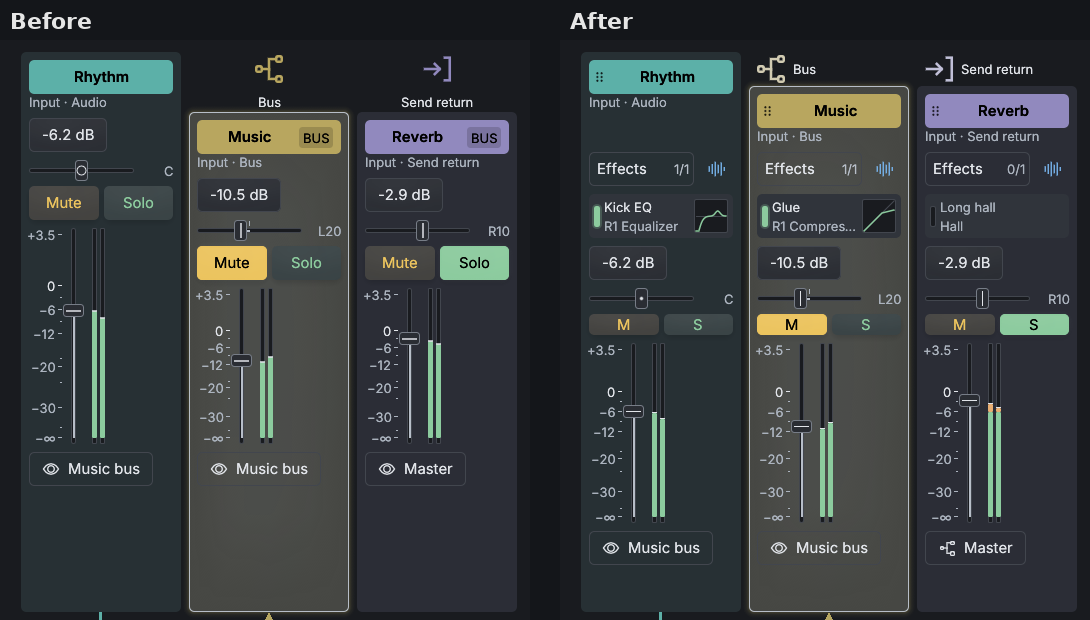 Before
Rhythm
Input · Audio
-6.2 dB
C
Mute
Solo
+3.5
0
−6
−12
−20
−30
−∞
Music bus
Bus
Music
BUS
Input · Bus
-10.5 dB
L20
Mute
Solo
+3.5
0
−6
−12
−20
−30
−∞
Music bus
Send return
Reverb
BUS
Input · Send return
-2.9 dB
R10
Mute
Solo
+3.5
0
−6
−12
−20
−30
−∞
Master
After
Rhythm
Input · Audio
Effects 1/1
Kick EQ
R1 Equalizer
-6.2 dB
C
M
S
+3.5
0
−6
−12
−20
−30
−∞
Music bus
Bus
Music
Input · Bus
Effects 1/1
Glue
R1 Compres...
-10.5 dB
L20
M
S
+3.5
0
−6
−12
−20
−30
−∞
Music bus
Send return
Reverb
Input · Send return
Effects 0/1
Long hall
Hall
-2.9 dB
R10
M
S
+3.5
0
−6
−12
−20
−30
−∞
Master